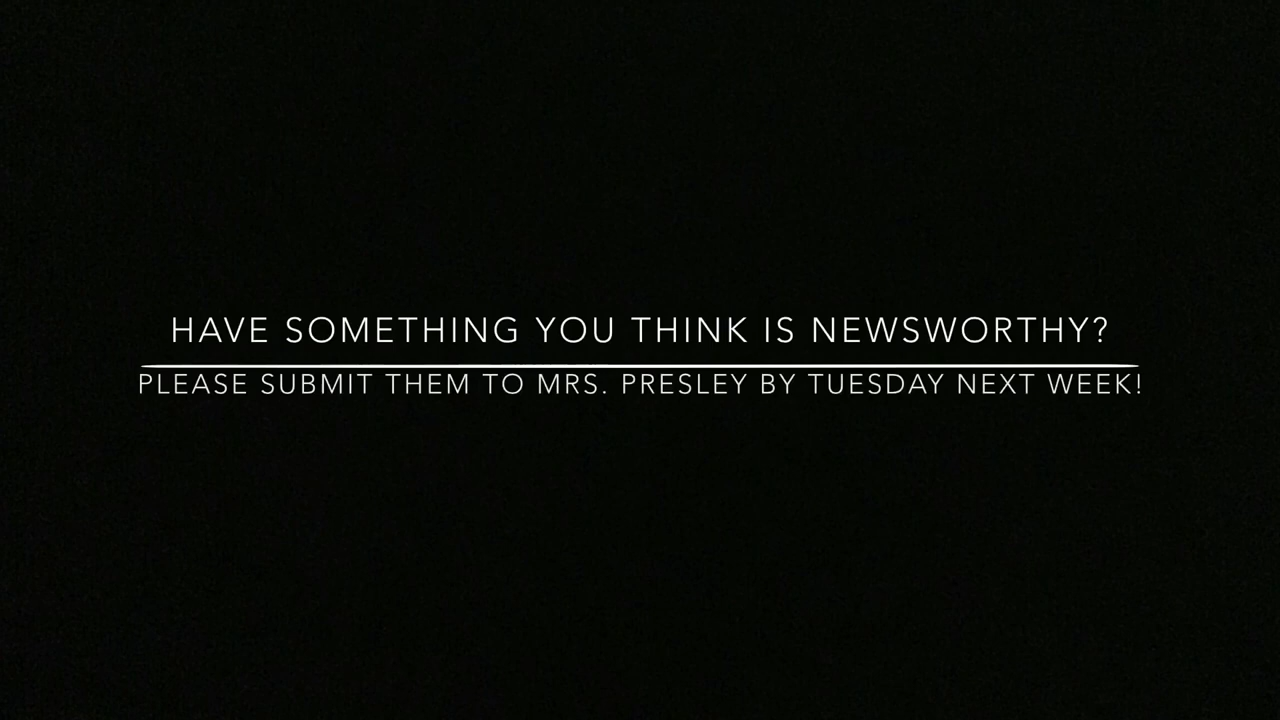 HAVE SOMETHING YOU THINK IS NEWSWORTHY?
PLEASE SUBMIT THEM TO MRS. PRESLEY BY TUESDAY NEXT WEEK!